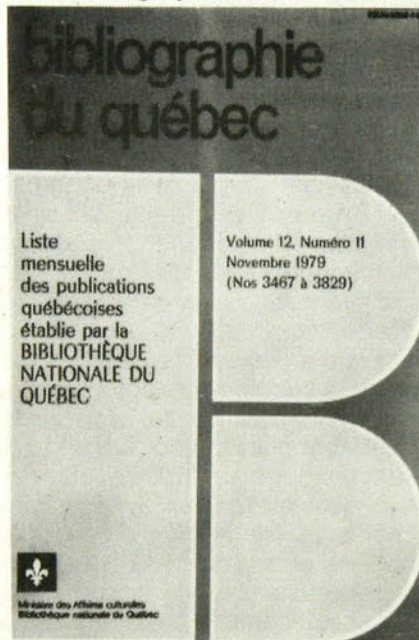 bibliographie
du québec
Liste
mensuelle
des publications
québécoises
établie par la
BIBLIOTHÈQUE
NATIONALE DU
QUÉBEC
Volume 12, Numéro 11
Novembre 1979
(Nos 3467 à 3829)
Ministère des Affaires culturelles
Bibliothèque nationale du Québec